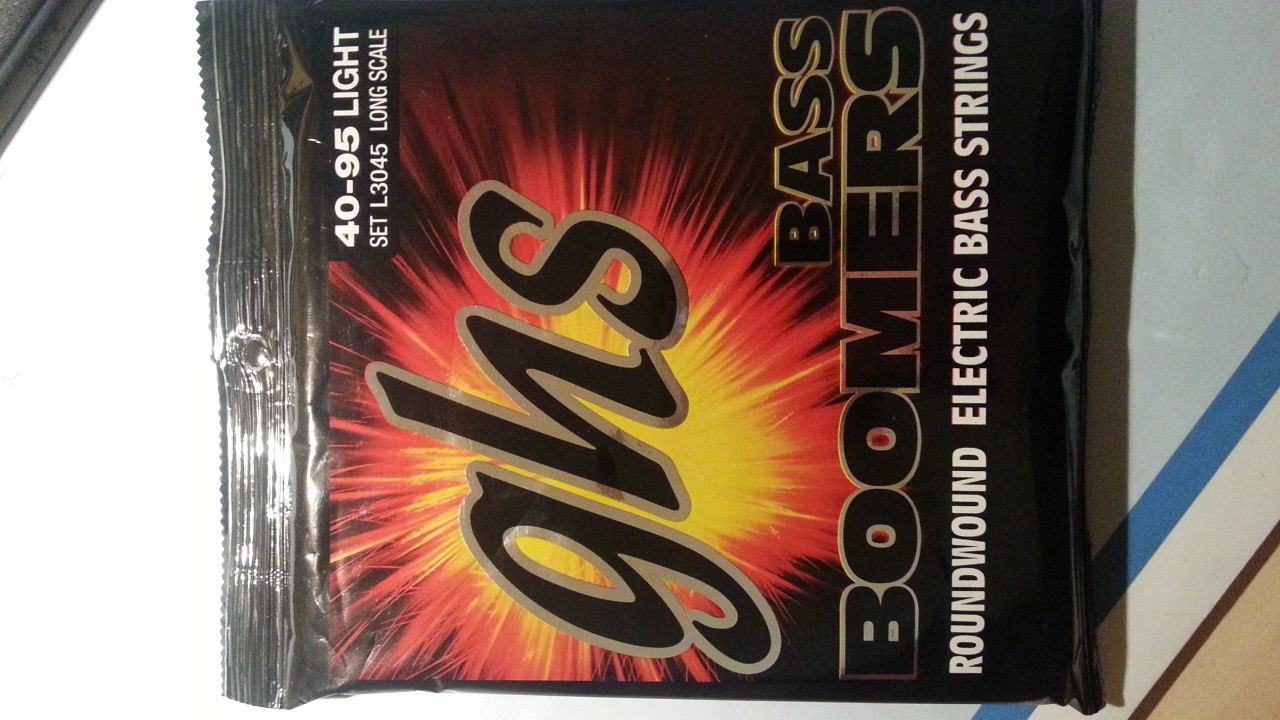 40-95 LIGHT
SET L3045 LONG SCALE
ghs
BASS
BOOMERS
ROUNDWOUND ELECTRIC BASS STRINGS